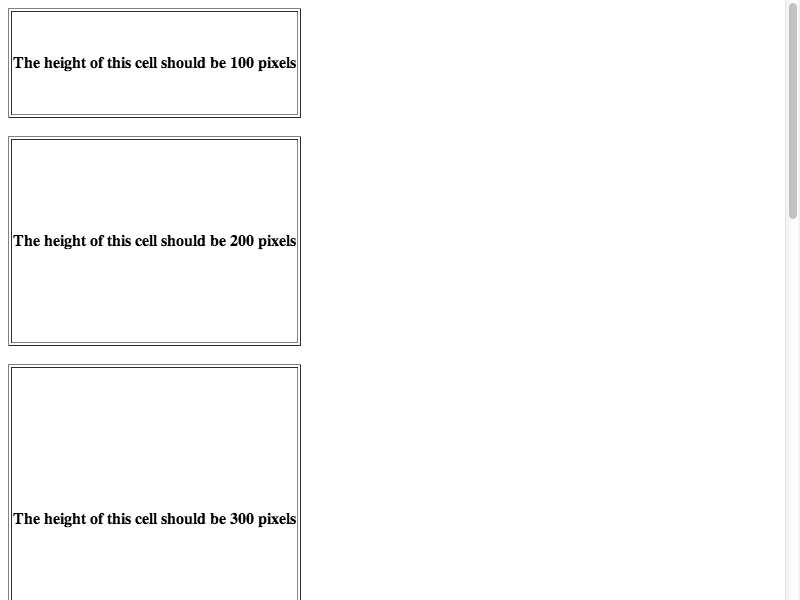 The height of this cell should be 100 pixels
The height of this cell should be 200 pixels
The height of this cell should be 300 pixels